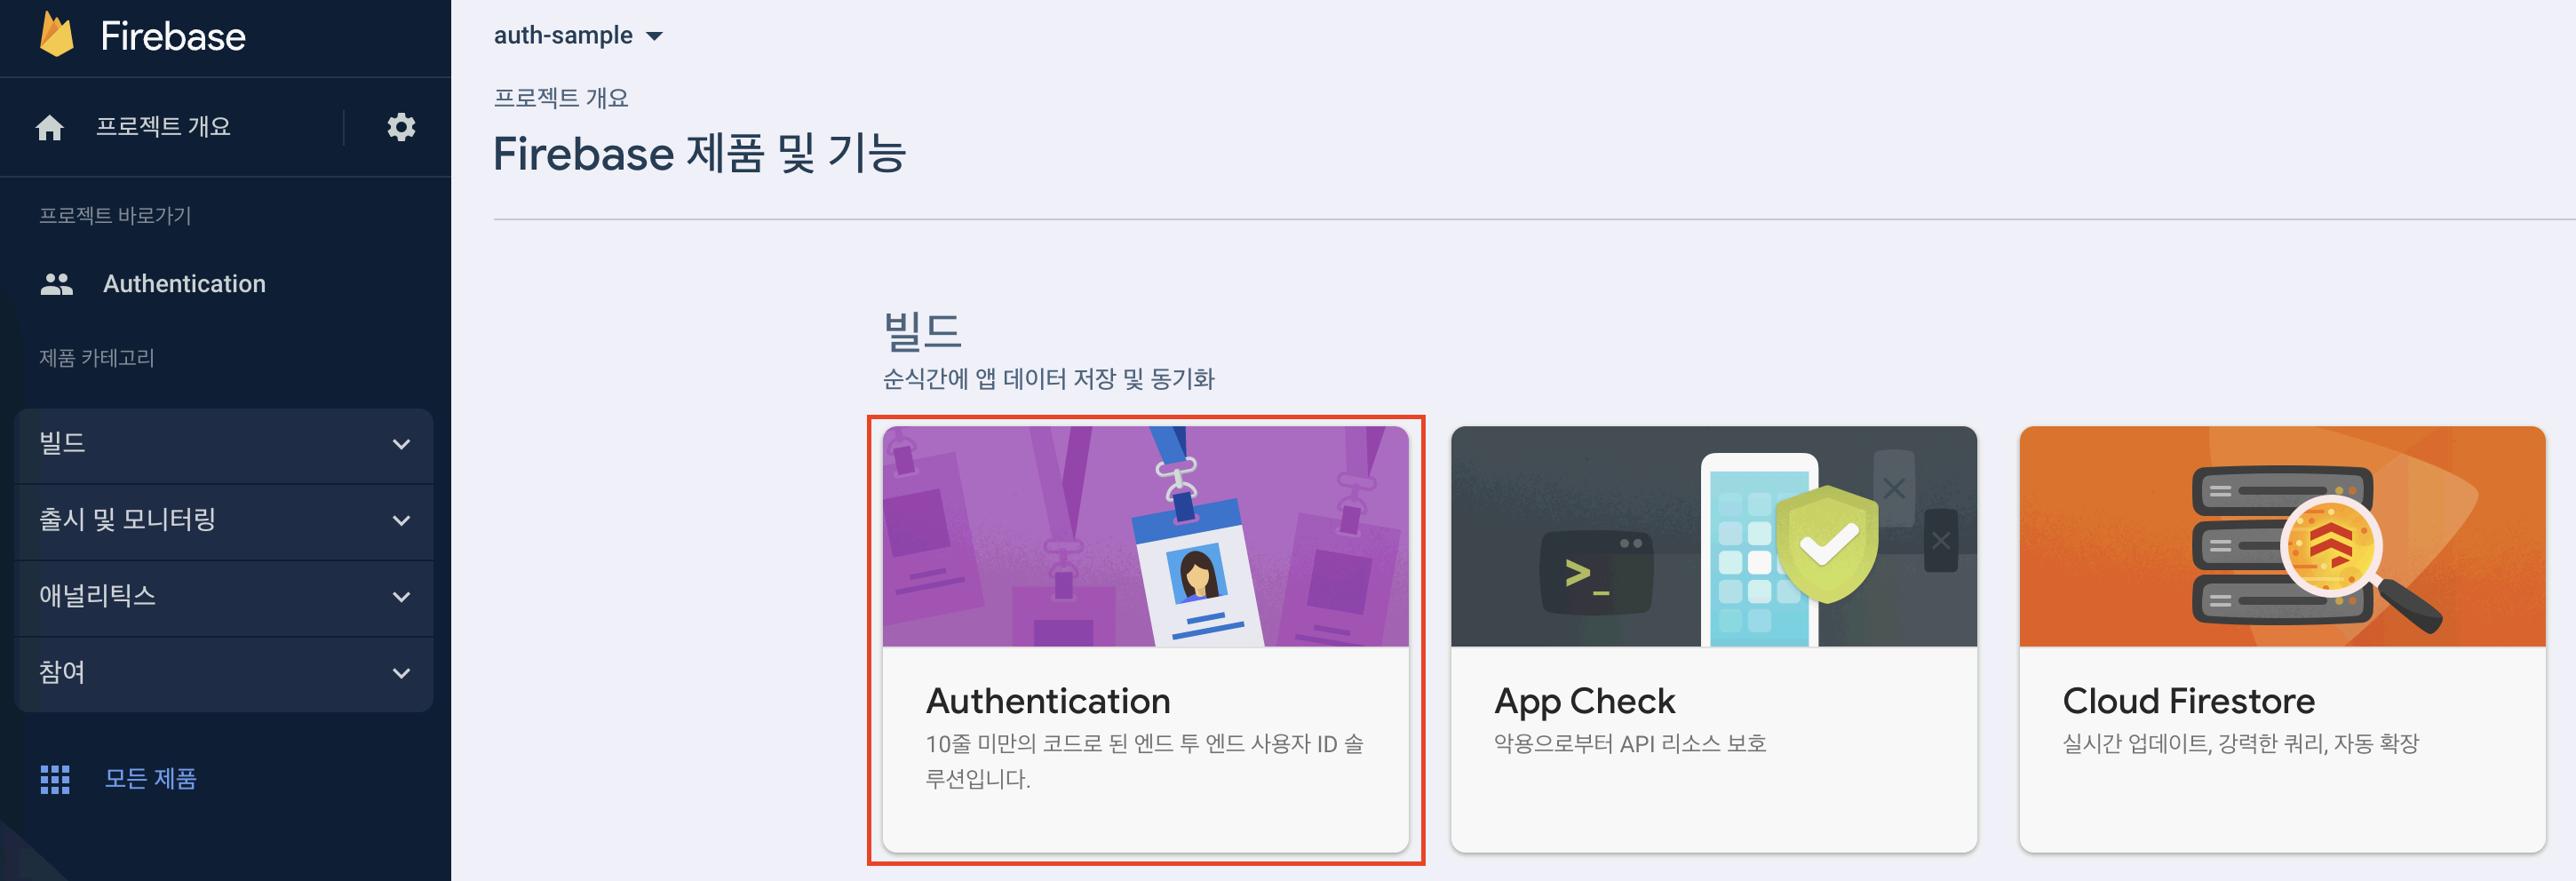 Firebase
프로젝트 개요
프로젝트 바로가기
Authentication
제품 카테고리
빌드
출시 및 모니터링
애널리틱스
참여
모든 제품
auth-sample
프로젝트 개요
Firebase 제품 및 기능
빌드
순식간에 앱 데이터 저장 및 동기화
Authentication
10줄 미만의 코드로 된 엔드 투 엔드 사용자 ID 솔
루션입니다.
>_
App Check
악용으로부터 API 리소스 보호
Cloud Firestore
실시간 업데이트, 강력한 쿼리, 자동 확장